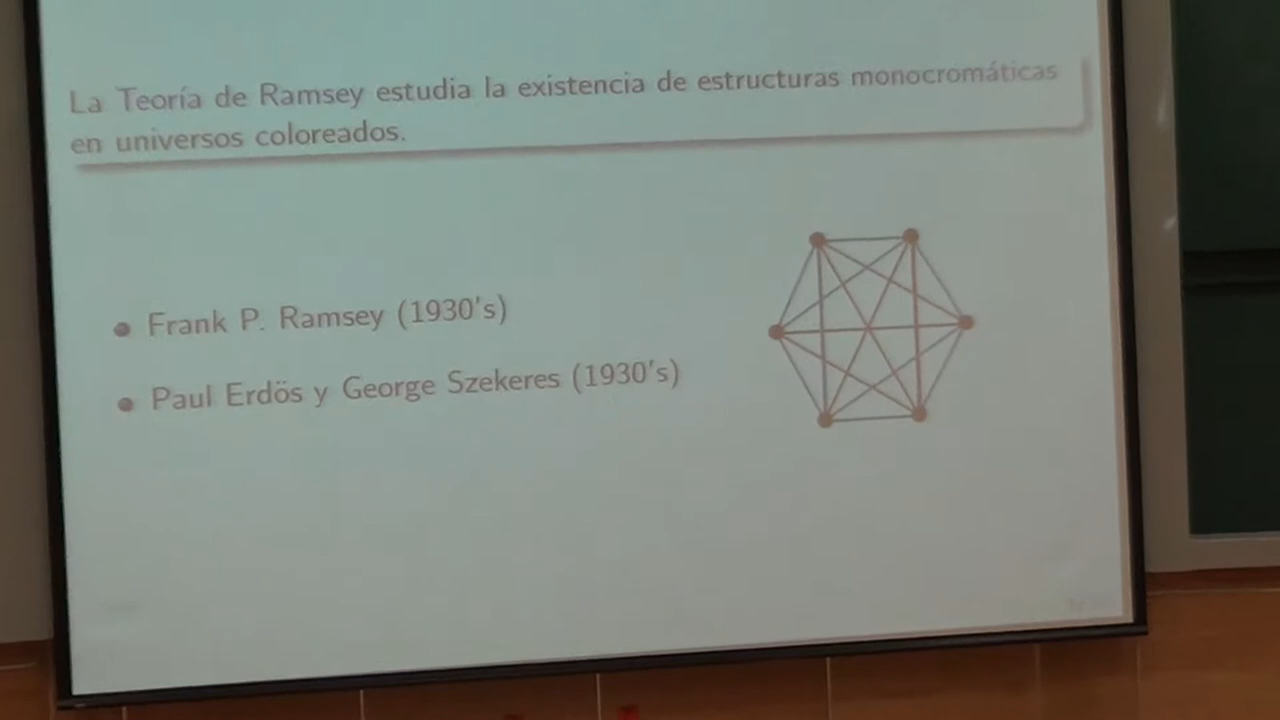 La Teoría de Ramsey estudia la existencia de estructuras monocromáticas
en universos coloreados.
Frank P. Ramsey (1930's)
Paul Erdös y George Szekeres (1930's)